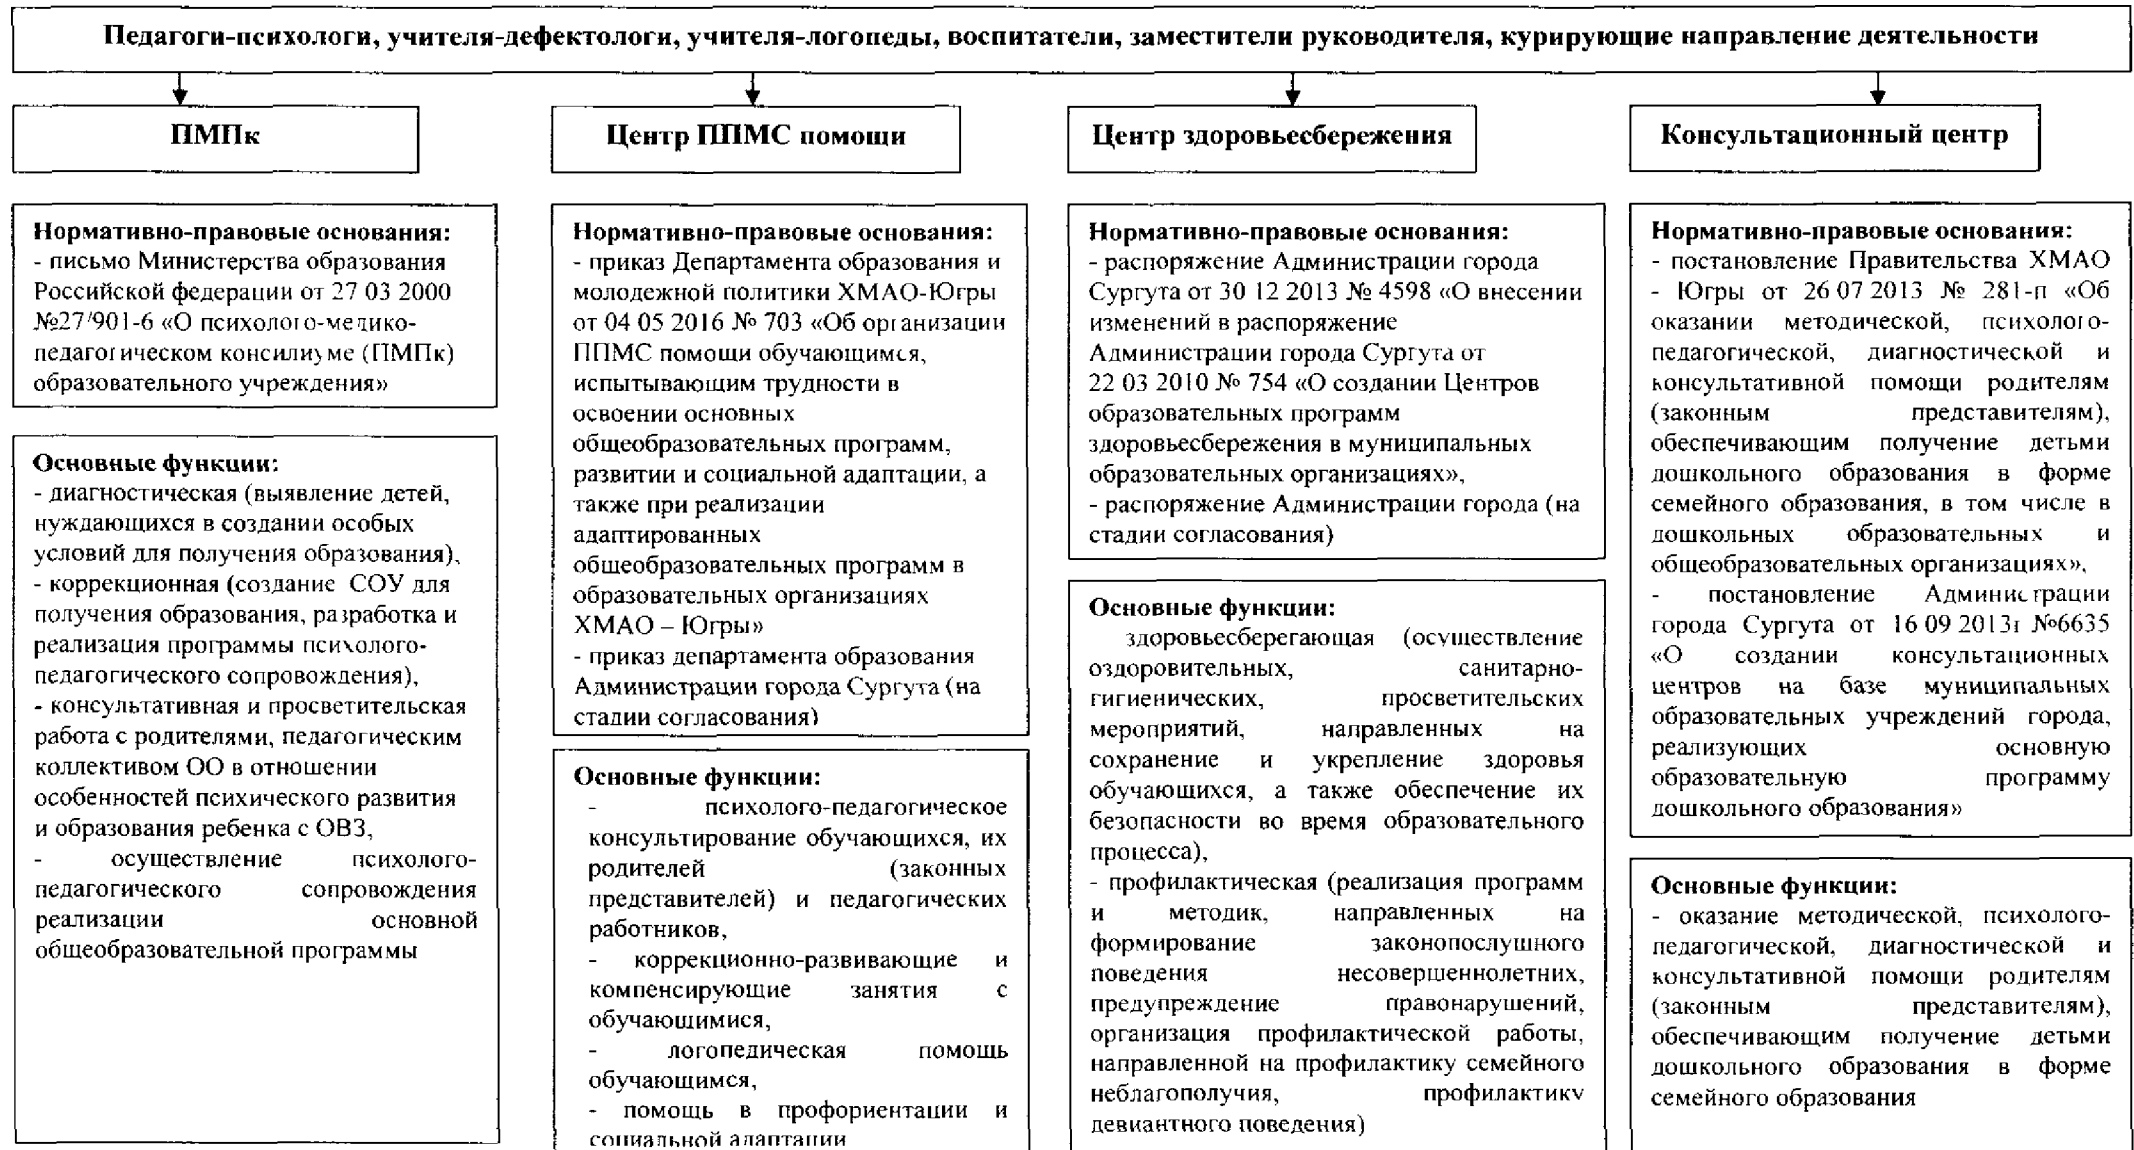 Педагоги-психологи, учителя-дефектологи, учителя-логопеды, воспитатели, заместители руководителя, курирующие направление деятельности
ПМПк
Центр ППМС помощи
Центр здоровьесбережения
Консультационный центр
Нормативно-правовые основания:
- письмо Министерства образования
Российской федерации от 27 03 2000
№27/901-6 «О психолого-медико-
педагогическом консилиуме (ПМПк)
образовательного учреждения»
Основные функции:
- диагностическая (выявление детей,
нуждающихся в создании особых
условий для получения образования),
- коррекционная (создание СОУ для
получения образования, разработка и
реализация программы психолого-
педагогического сопровождения),
- консультативная и просветительская
работа с родителями, педагогическим
коллективом ОО в отношении
особенностей психического развития
и образования ребенка с ОВЗ,
- осуществление психолого-
педагогического сопровождения
реализации основной
общеобразовательной программы
Нормативно-правовые основания:
- приказ Департамента образования и
молодежной политики ХМАО-Югры
от 04 05 2016 № 703 «Об организации
ППМС помощи обучающимся,
испытывающим трудности в
освоении основных
общеобразовательных программ,
развитии и социальной адаптации, а
также при реализации
адаптированных
общеобразовательных программ в
образовательных организациях
ХМАО – Югры»
- приказ департамента образования
Администрации города Сургута (на
стадии согласования)
Основные функции:
- психолого-педагогическое
консультирование обучающихся, их
родителей (законных
представителей) и педагогических
работников,
- коррекционно-развивающие и
компенсирующие занятия с
обучающимися,
- логопедическая помощь
обучающимся,
- помощь в профориентации и
социальной адаптации
Нормативно-правовые основания:
- распоряжение Администрации города
Сургута от 30 12 2013 № 4598 «О внесении
изменений в распоряжение
Администрации города Сургута от
22 03 2010 № 754 «О создании Центров
образовательных программ
здоровьесбережения в муниципальных
образовательных организациях»,
- распоряжение Администрации города (на
стадии согласования)
Основные функции:
здоровьесберегающая (осуществление
оздоровительных, санитарно-
гигиенических, просветительских
мероприятий, направленных на
сохранение и укрепление здоровья
обучающихся, а также обеспечение их
безопасности во время образовательного
процесса),
- профилактическая (реализация программ
и методик, направленных на
формирование законопослушного
поведения несовершеннолетних,
предупреждение правонарушений,
организация профилактической работы,
направленной на профилактику семейного
неблагополучия, профилактику
девиантного поведения)
Нормативно-правовые основания:
- постановление Правительства ХМАО
- Югры от 26 07 2013 № 281-п «Об
оказании методической, психолого-
педагогической, диагностической и
консультативной помощи родителям
(законным представителям),
обеспечивающим получение детьми
дошкольного образования в форме
семейного образования, в том числе в
дошкольных образовательных и
общеобразовательных организациях»,
- постановление Администрации
города Сургута от 16 09 2013г №6635
«О создании консультационных
центров на базе муниципальных
образовательных учреждений города,
реализующих основную
образовательную программу
дошкольного образования»
Основные функции:
- оказание методической, психолого-
педагогической, диагностической и
консультативной помощи родителям
(законным представителям),
обеспечивающим получение детьми
дошкольного образования в форме
семейного образования